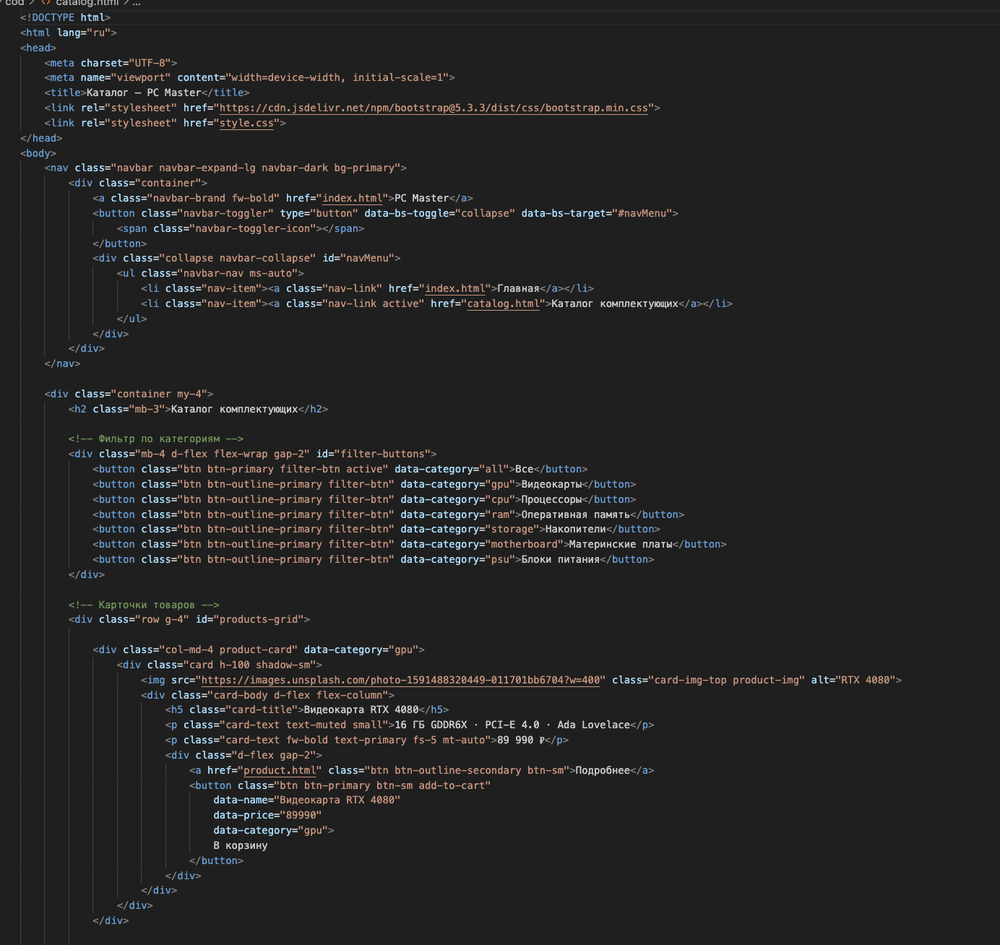 cod > <> catalog.html > ...
<!DOCTYPE html>
<html lang="ru">
<head>
    <meta charset="UTF-8">
    <meta name="viewport" content="width=device-width, initial-scale=1">
    <title>Каталог — PC Master</title>
    <link rel="stylesheet" href="https://cdn.jsdelivr.net/npm/bootstrap@5.3.3/dist/css/bootstrap.min.css">
    <link rel="stylesheet" href="style.css">
</head>
<body>
    <nav class="navbar navbar-expand-lg navbar-dark bg-primary">
        <div class="container">
            <a class="navbar-brand fw-bold" href="index.html">PC Master</a>
            <button class="navbar-toggler" type="button" data-bs-toggle="collapse" data-bs-target="#navMenu">
                <span class="navbar-toggler-icon"></span>
            </button>
            <div class="collapse navbar-collapse" id="navMenu">
                <ul class="navbar-nav ms-auto">
                    <li class="nav-item"><a class="nav-link" href="index.html">Главная</a></li>
                    <li class="nav-item"><a class="nav-link active" href="catalog.html">Каталог комплектующих</a></li>
                </ul>
            </div>
        </div>
    </nav>

    <div class="container my-4">
        <h2 class="mb-3">Каталог комплектующих</h2>

        <!-- Фильтр по категориям -->
        <div class="mb-4 d-flex flex-wrap gap-2" id="filter-buttons">
            <button class="btn btn-primary filter-btn active" data-category="all">Все</button>
            <button class="btn btn-outline-primary filter-btn" data-category="gpu">Видеокарты</button>
            <button class="btn btn-outline-primary filter-btn" data-category="cpu">Процессоры</button>
            <button class="btn btn-outline-primary filter-btn" data-category="ram">Оперативная память</button>
            <button class="btn btn-outline-primary filter-btn" data-category="storage">Накопители</button>
            <button class="btn btn-outline-primary filter-btn" data-category="motherboard">Материнские платы</button>
            <button class="btn btn-outline-primary filter-btn" data-category="psu">Блоки питания</button>
        </div>

        <!-- Карточки товаров -->
        <div class="row g-4" id="products-grid">

            <div class="col-md-4 product-card" data-category="gpu">
                <div class="card h-100 shadow-sm">
                    <img src="https://images.unsplash.com/photo-1591488320449-011701bb6704?w=400" class="card-img-top product-img" alt="RTX 4080">
                    <div class="card-body d-flex flex-column">
                        <h5 class="card-title">Видеокарта RTX 4080</h5>
                        <p class="card-text text-muted small">16 ГБ GDDR6X · PCI-E 4.0 · Ada Lovelace</p>
                        <p class="card-text fw-bold text-primary fs-5 mt-auto">89 990 ₽</p>
                        <div class="d-flex gap-2">
                            <a href="product.html" class="btn btn-outline-secondary btn-sm">Подробнее</a>
                            <button class="btn btn-primary btn-sm add-to-cart"
                                data-name="Видеокарта RTX 4080"
                                data-price="89990"
                                data-category="gpu">
                                В корзину
                            </button>
                        </div>
                    </div>
                </div>
            </div>